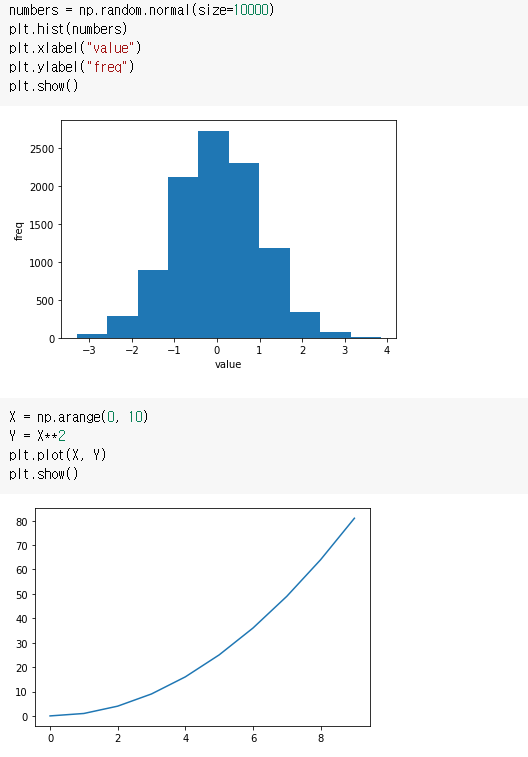 numbers = np.random.normal(size=10000)
plt.hist(numbers)
plt.xlabel("value")
plt.ylabel("freq")
plt.show()
2500
2000
1500
1000
500
0
freq
−3 −2 −1 0 1 2 3 4
value
X = np.arange(0, 10)
Y = X**2
plt.plot(X, Y)
plt.show()
80
70
60
50
40
30
20
10
0
0 2 4 6 8